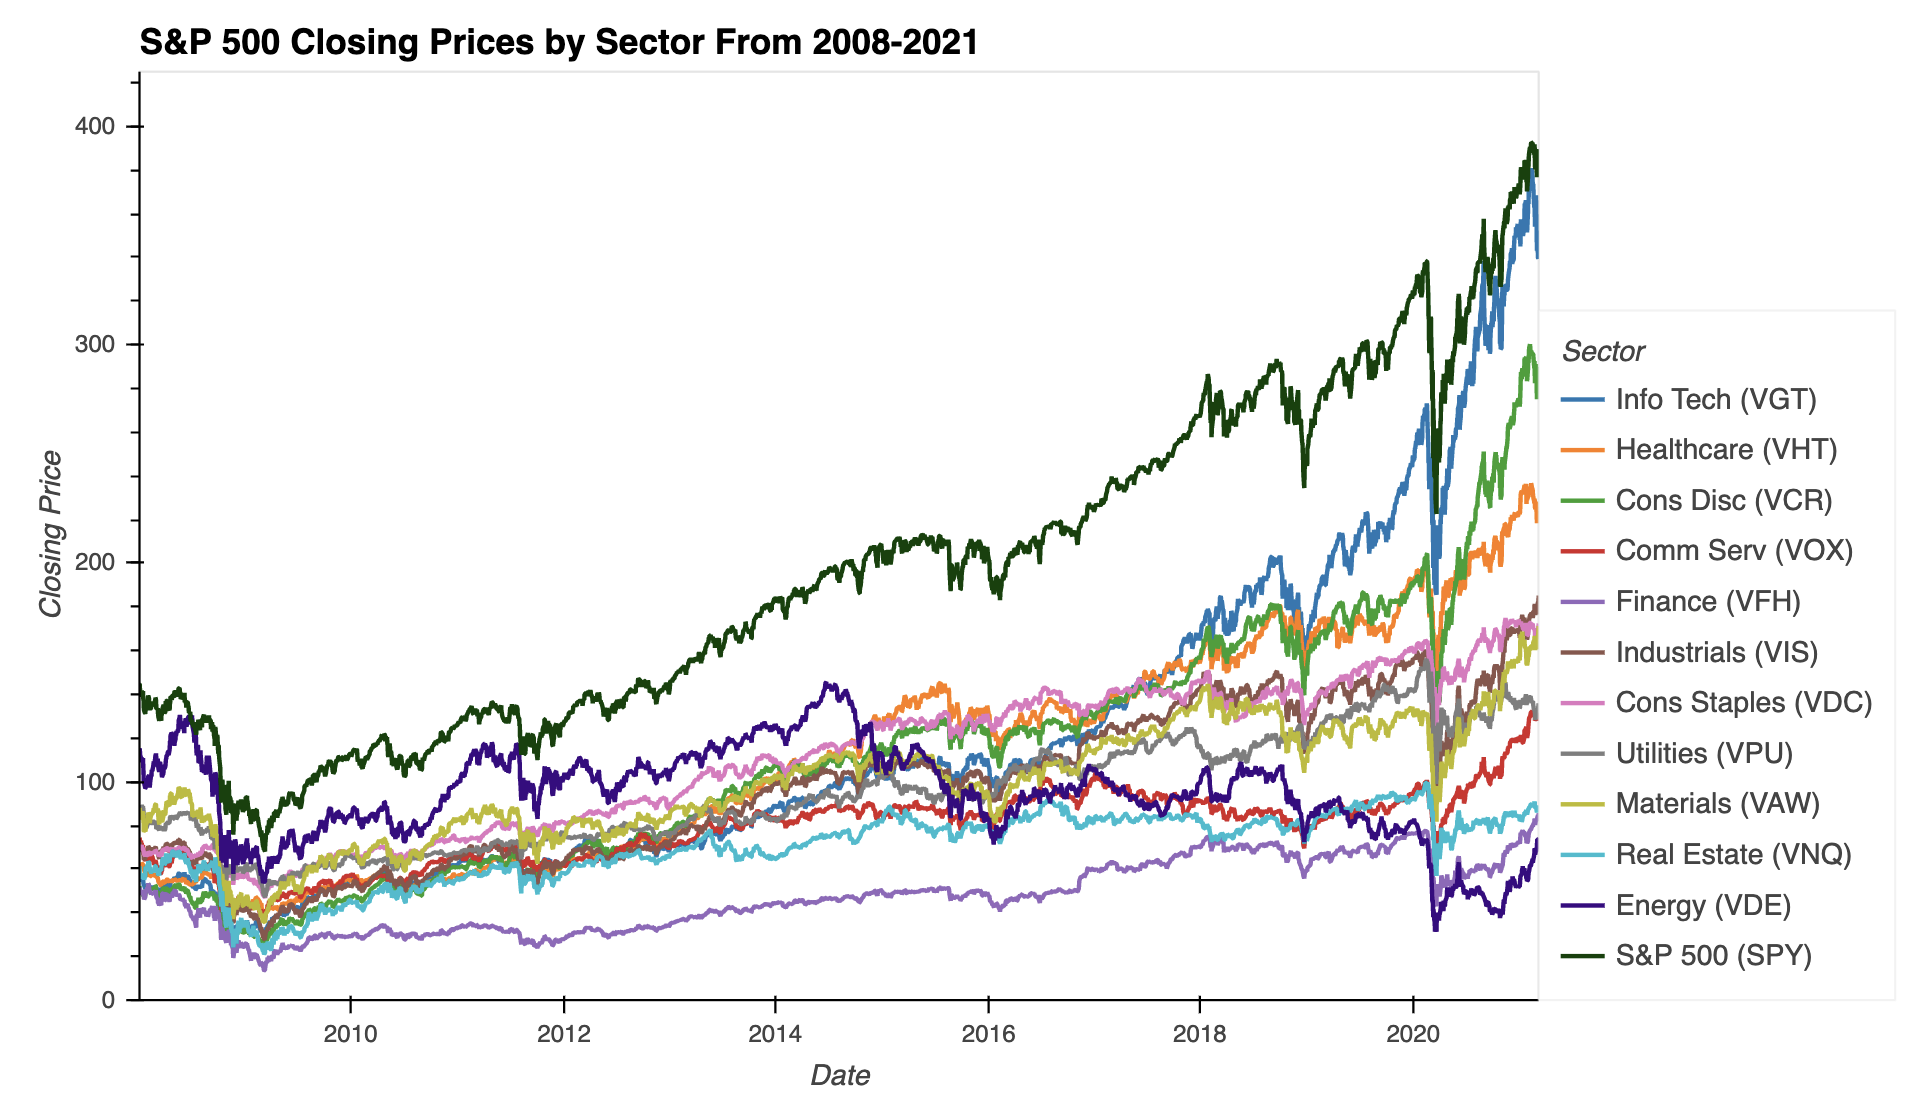 S&P 500 Closing Prices by Sector From 2008-2021
400
300
200
100
0
Closing Price
2010
2012
2014
2016
2018
2020
Date
Sector
Info Tech (VGT)
Healthcare (VHT)
Cons Disc (VCR)
Comm Serv (VOX)
Finance (VFH)
Industrials (VIS)
Cons Staples (VDC)
Utilities (VPU)
Materials (VAW)
Real Estate (VNQ)
Energy (VDE)
S&P 500 (SPY)